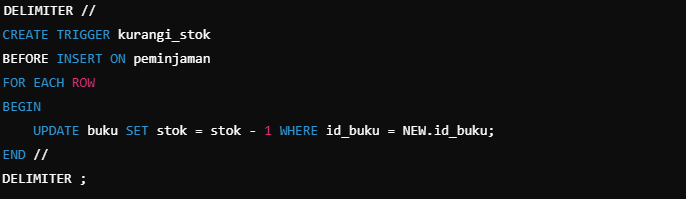 DELIMITER //
CREATE TRIGGER kurangi_stok
BEFORE INSERT ON peminjaman
FOR EACH ROW
BEGIN
    UPDATE buku SET stok = stok - 1 WHERE id_buku = NEW.id_buku;
END //
DELIMITER ;